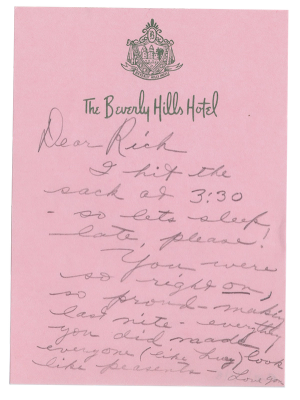 The Beverly Hills Hotel
Dear Rich
I hit the
sack at 3:30
- so lets sleep
late, please!
You were
so right on,
so proud-making
last nite - everything
you did made
everyone (like Lucy) look
like peasants - Love you